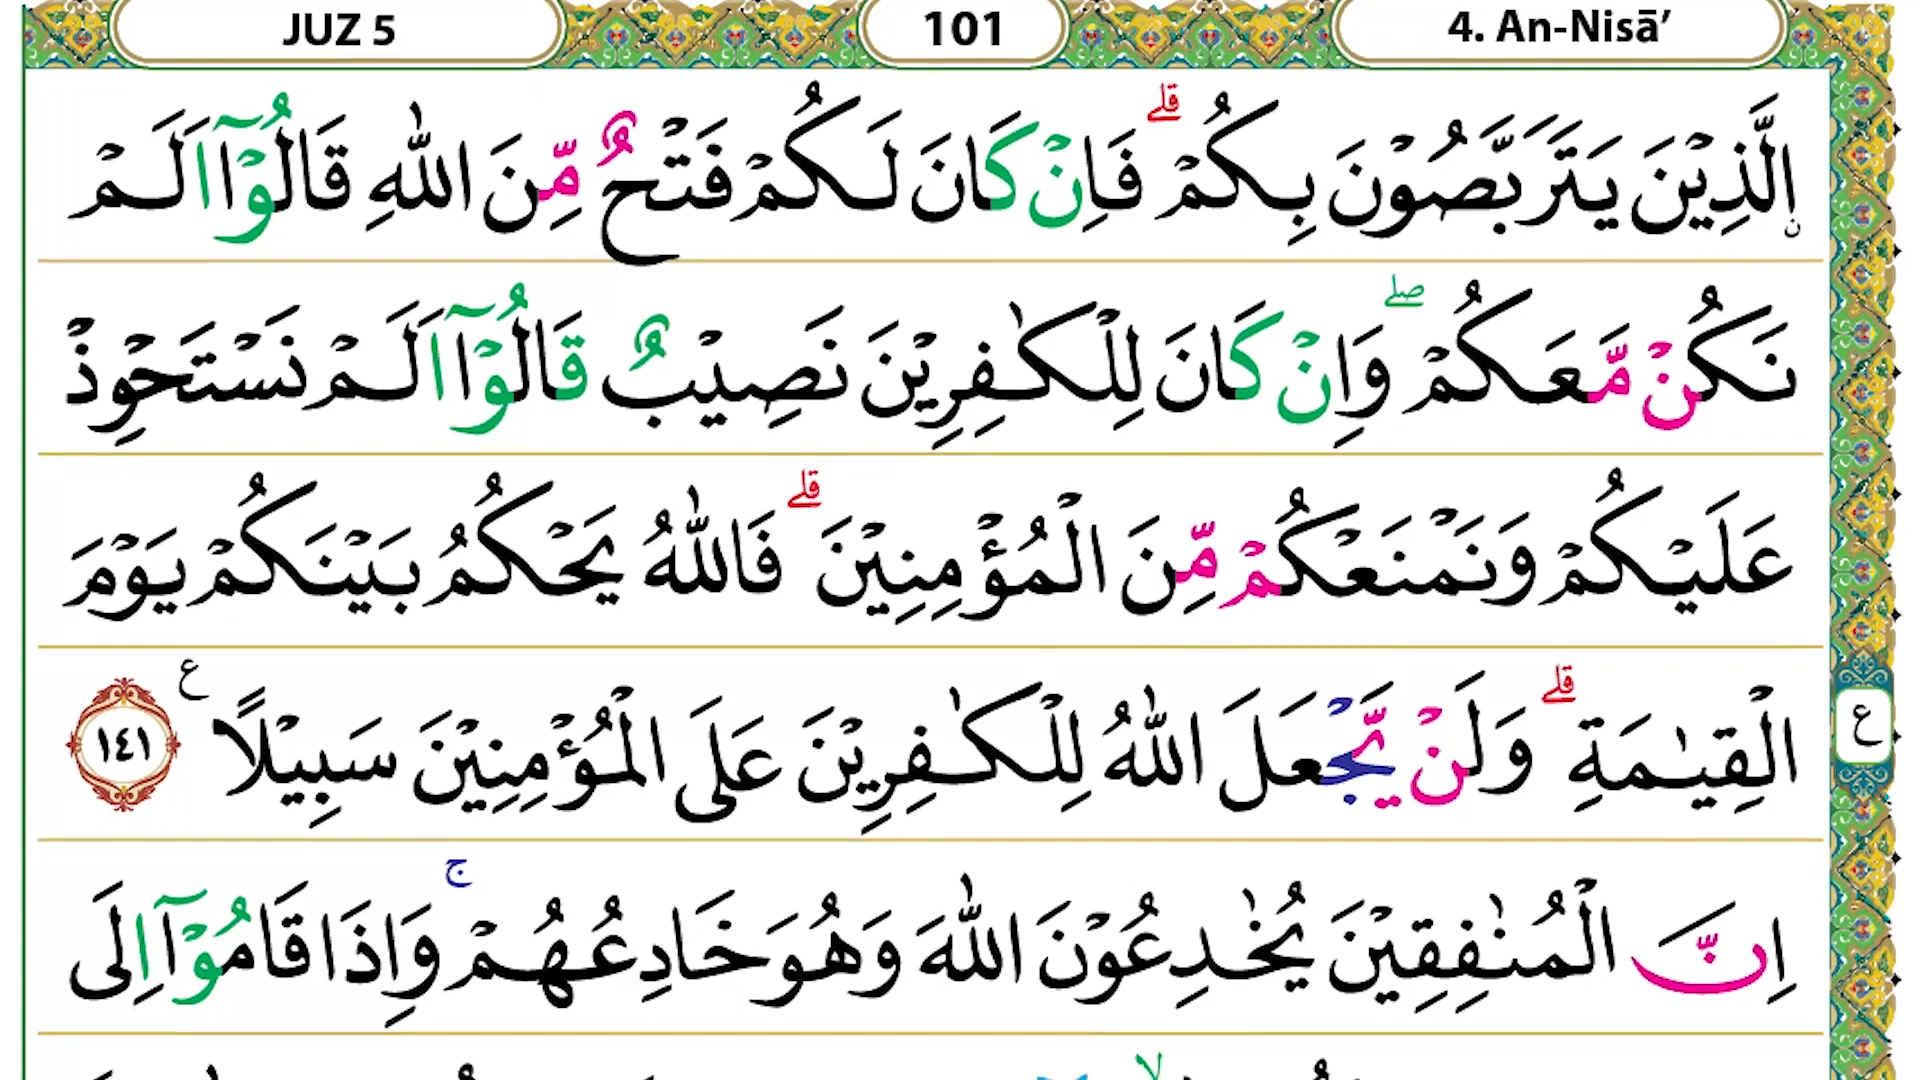 JUZ 5 101 4. An-Nisā’
ࣙالَّذِيْنَ يَتَرَبَّصُوْنَ بِكُمْۗ فَاِنْ كَانَ لَكُمْ فَتْحٌ مِّنَ اللّٰهِ قَالُوْٓا اَلَمْ
نَكُنْ مَّعَكُمْۖ وَاِنْ كَانَ لِلْكٰفِرِيْنَ نَصِيْبٌ قَالُوْٓا اَلَمْ نَسْتَحْوِذْ
عَلَيْكُمْ وَنَمْنَعْكُمْ مِّنَ الْمُؤْمِنِيْنَۗ فَاللّٰهُ يَحْكُمُ بَيْنَكُمْ يَوْمَ
الْقِيٰمَةِۗ وَلَنْ يَّجْعَلَ اللّٰهُ لِلْكٰفِرِيْنَ عَلَى الْمُؤْمِنِيْنَ سَبِيْلًا ࣖ ١٤١
ع
اِنَّ الْمُنٰفِقِيْنَ يُخٰدِعُوْنَ اللّٰهَ وَهُوَ خَادِعُهُمْۚ وَاِذَا قَامُوْٓا اِلَى